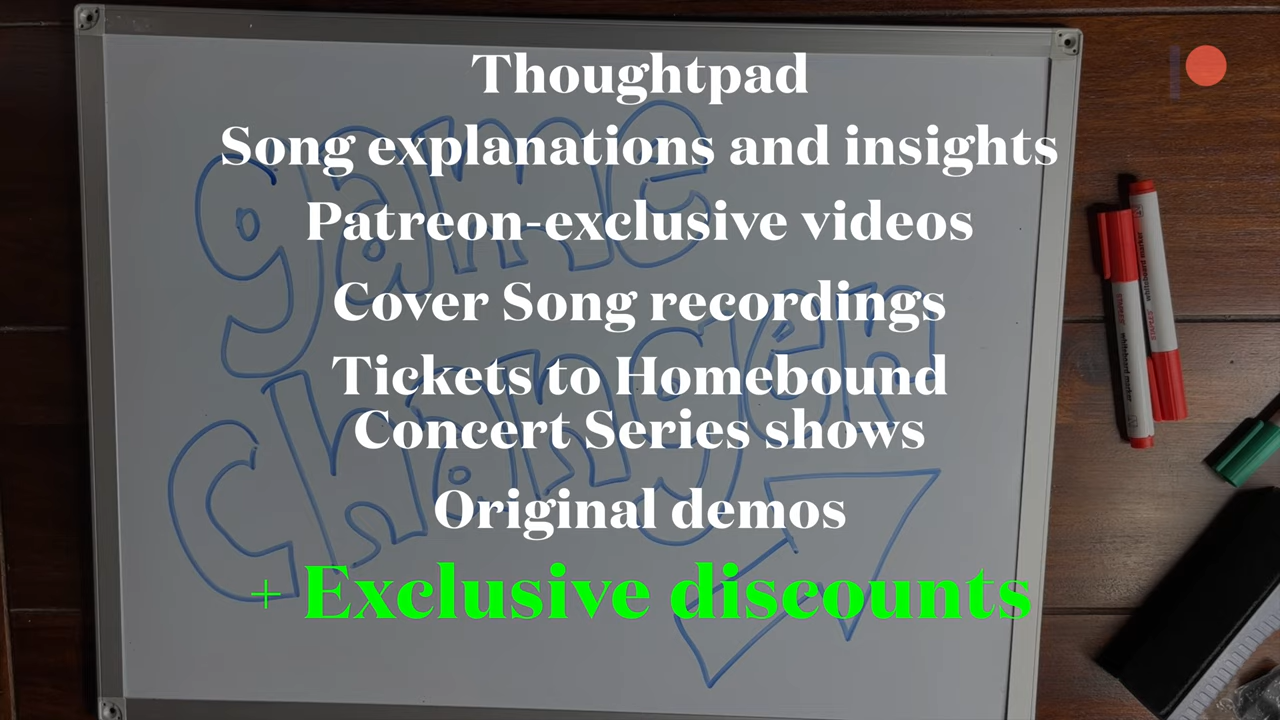 Thoughtpad
Song explanations and insights
Patreon-exclusive videos
Cover Song recordings
Tickets to Homebound
Concert Series shows
Original demos
+ Exclusive discounts
game
changer